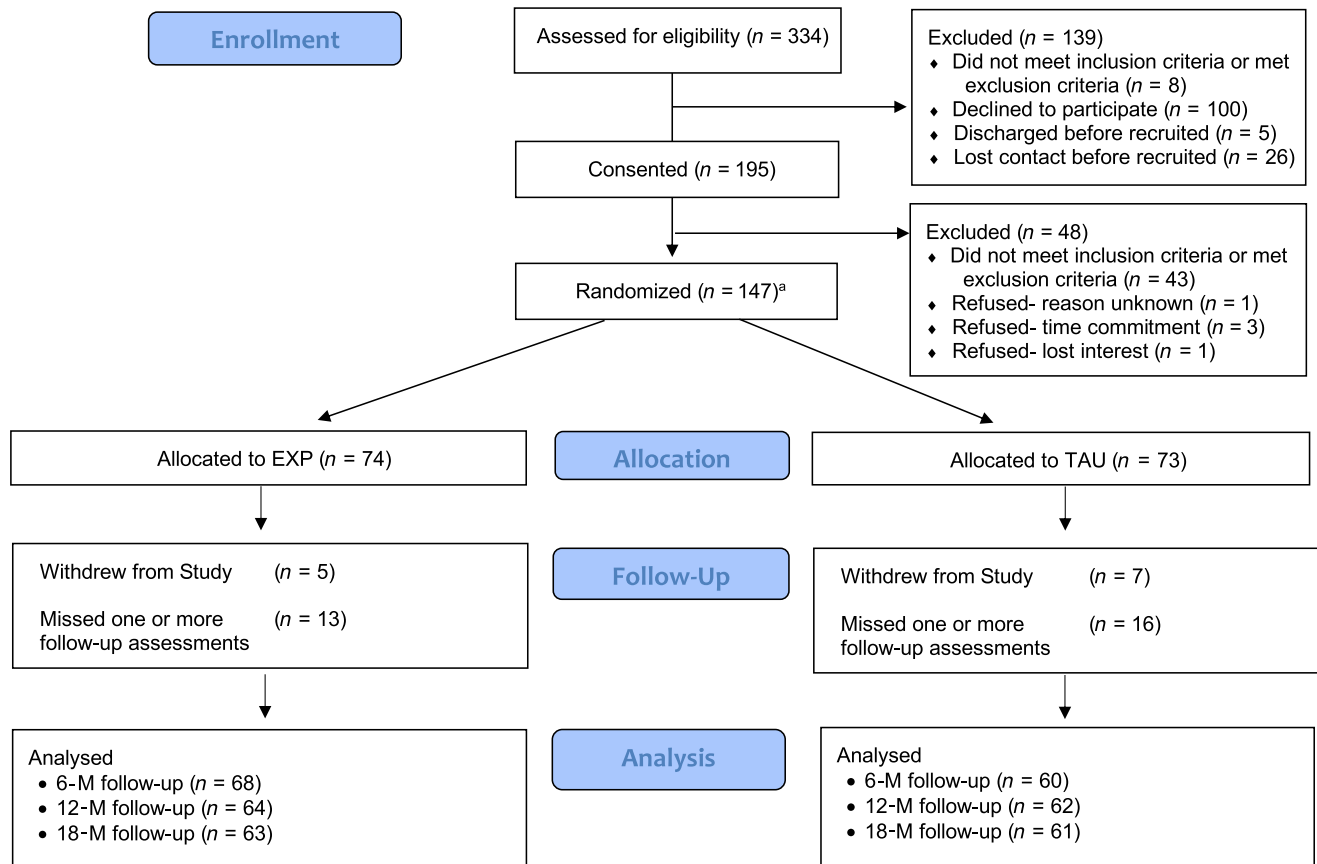 Enrollment
Assessed for eligibility (n = 334)
Excluded (n = 139)
♦ Did not meet inclusion criteria or met
exclusion criteria (n = 8)
♦ Declined to participate (n = 100)
♦ Discharged before recruited (n = 5)
♦ Lost contact before recruited (n = 26)
Consented (n = 195)
Excluded (n = 48)
♦ Did not meet inclusion criteria or met
exclusion criteria (n = 43)
♦ Refused- reason unknown (n = 1)
♦ Refused- time commitment (n = 3)
♦ Refused- lost interest (n = 1)
Randomized (n = 147)ᵃ
Allocated to EXP (n = 74)
Allocation
Allocated to TAU (n = 73)
Withdrew from Study (n = 5)
Missed one or more (n = 13)
follow-up assessments
Follow-Up
Withdrew from Study (n = 7)
Missed one or more (n = 16)
follow-up assessments
Analysed
• 6-M follow-up (n = 68)
• 12-M follow-up (n = 64)
• 18-M follow-up (n = 63)
Analysis
Analysed
• 6-M follow-up (n = 60)
• 12-M follow-up (n = 62)
• 18-M follow-up (n = 61)